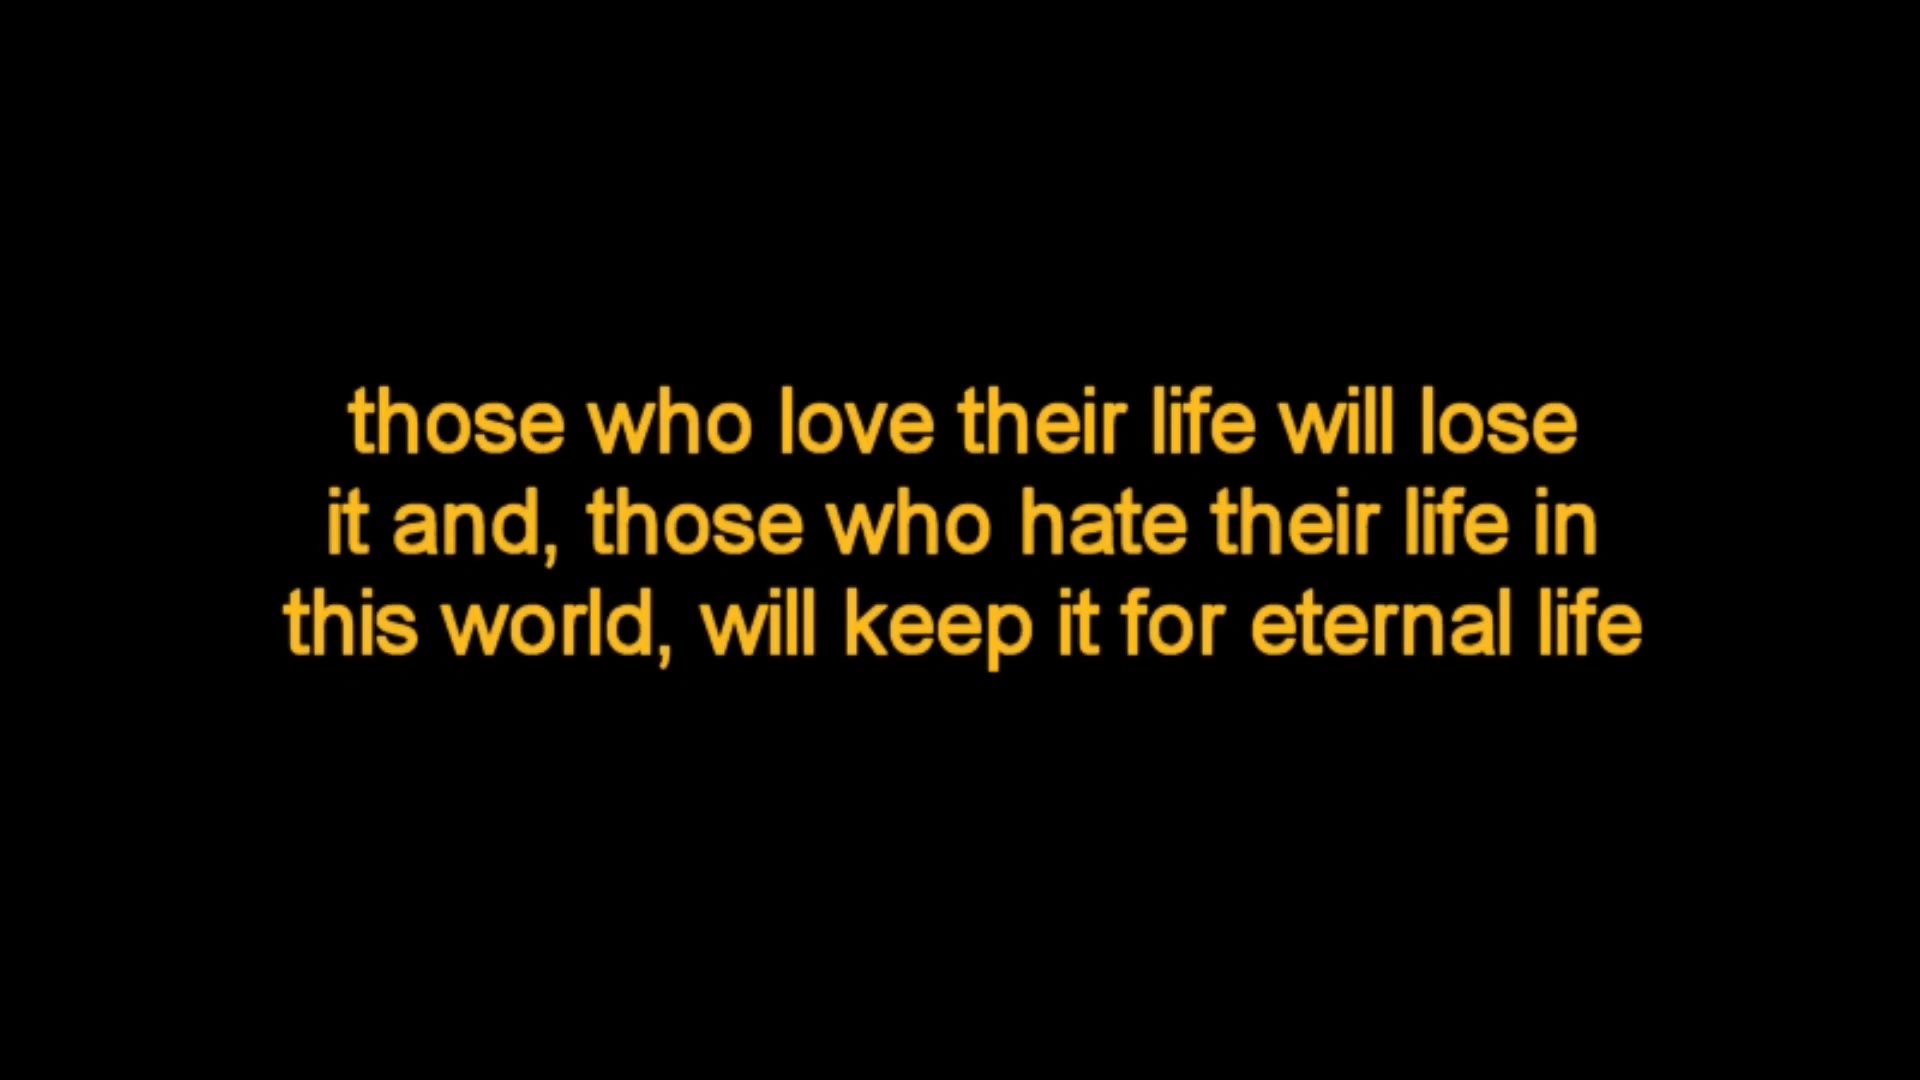 those who love their life will lose
it and, those who hate their life in
this world, will keep it for eternal life